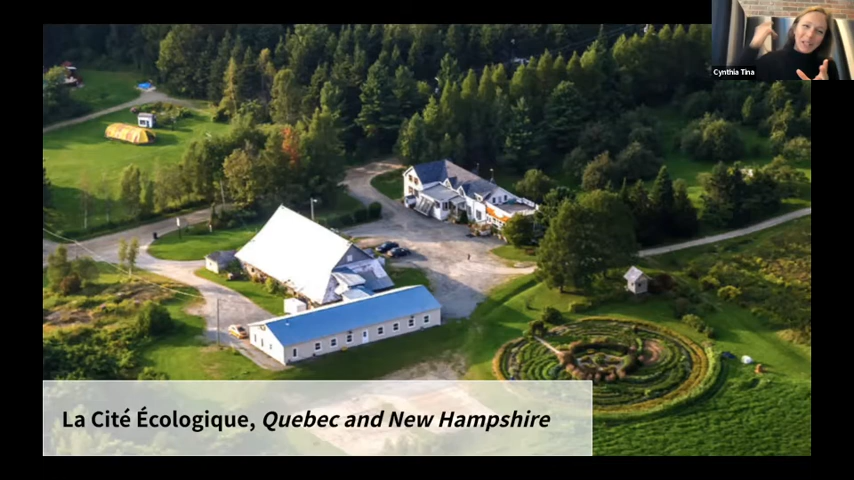 Cynthia Tina
La Cité Écologique, Quebec and New Hampshire